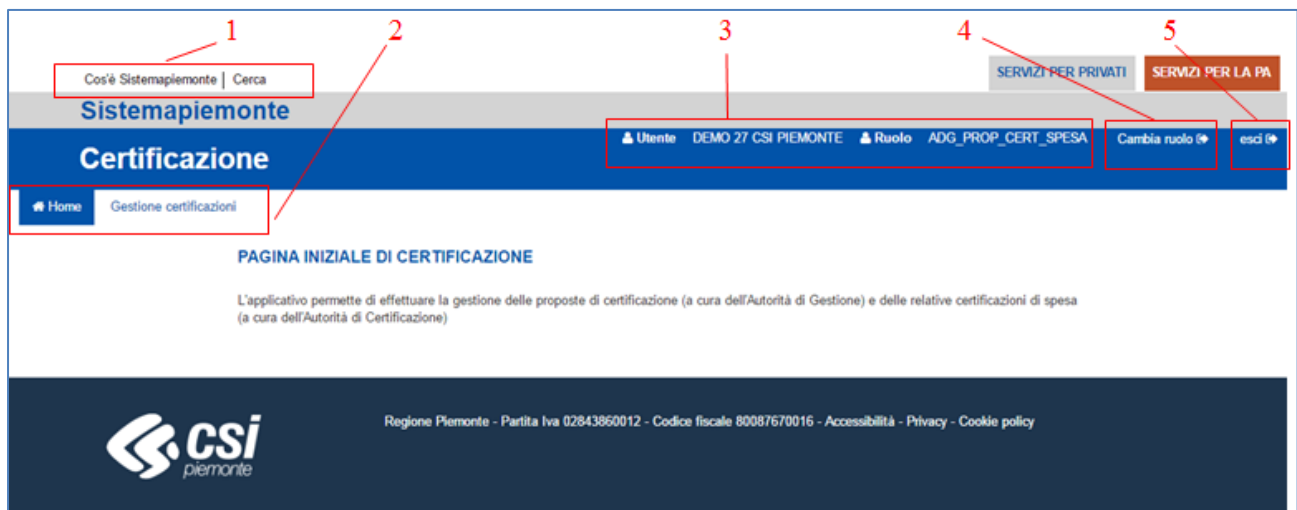 1 2 3 4 5
Cos'è Sistemapiemonte | Cerca
SERVIZI PER PRIVATI SERVIZI PER LA PA
Sistemapiemonte
Utente DEMO 27 CSI PIEMONTE Ruolo ADG_PROP_CERT_SPESA Cambia ruolo esci
Certificazione
Home Gestione certificazioni
PAGINA INIZIALE DI CERTIFICAZIONE
L'applicativo permette di effettuare la gestione delle proposte di certificazione (a cura dell'Autorità di Gestione) e delle relative certificazioni di spesa
(a cura dell'Autorità di Certificazione)
Regione Piemonte - Partita Iva 02843860012 - Codice fiscale 80087670016 - Accessibilità - Privacy - Cookie policy
csi
piemonte